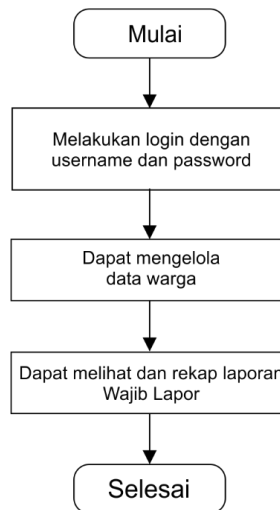 Mulai
Melakukan login dengan
username dan password
Dapat mengelola
data warga
Dapat melihat dan rekap laporan
Wajib Lapor
Selesai